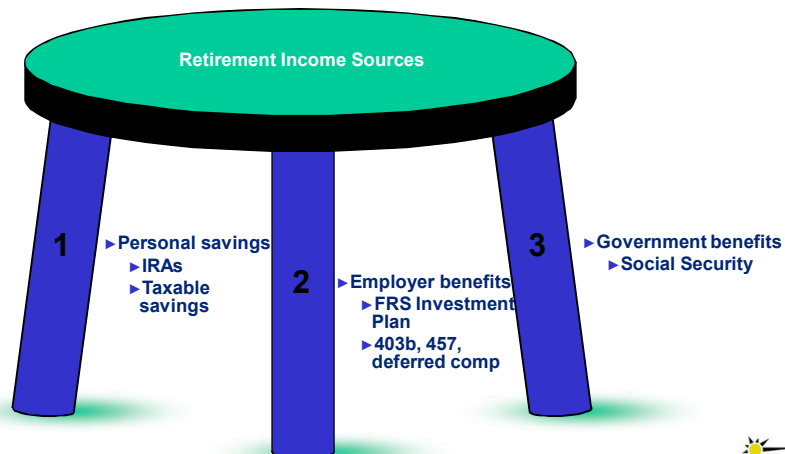 Retirement Income Sources
1
►Personal savings
►IRAs
►Taxable
savings
2
►Employer benefits
►FRS Investment
Plan
►403b, 457,
deferred comp
3
►Government benefits
►Social Security